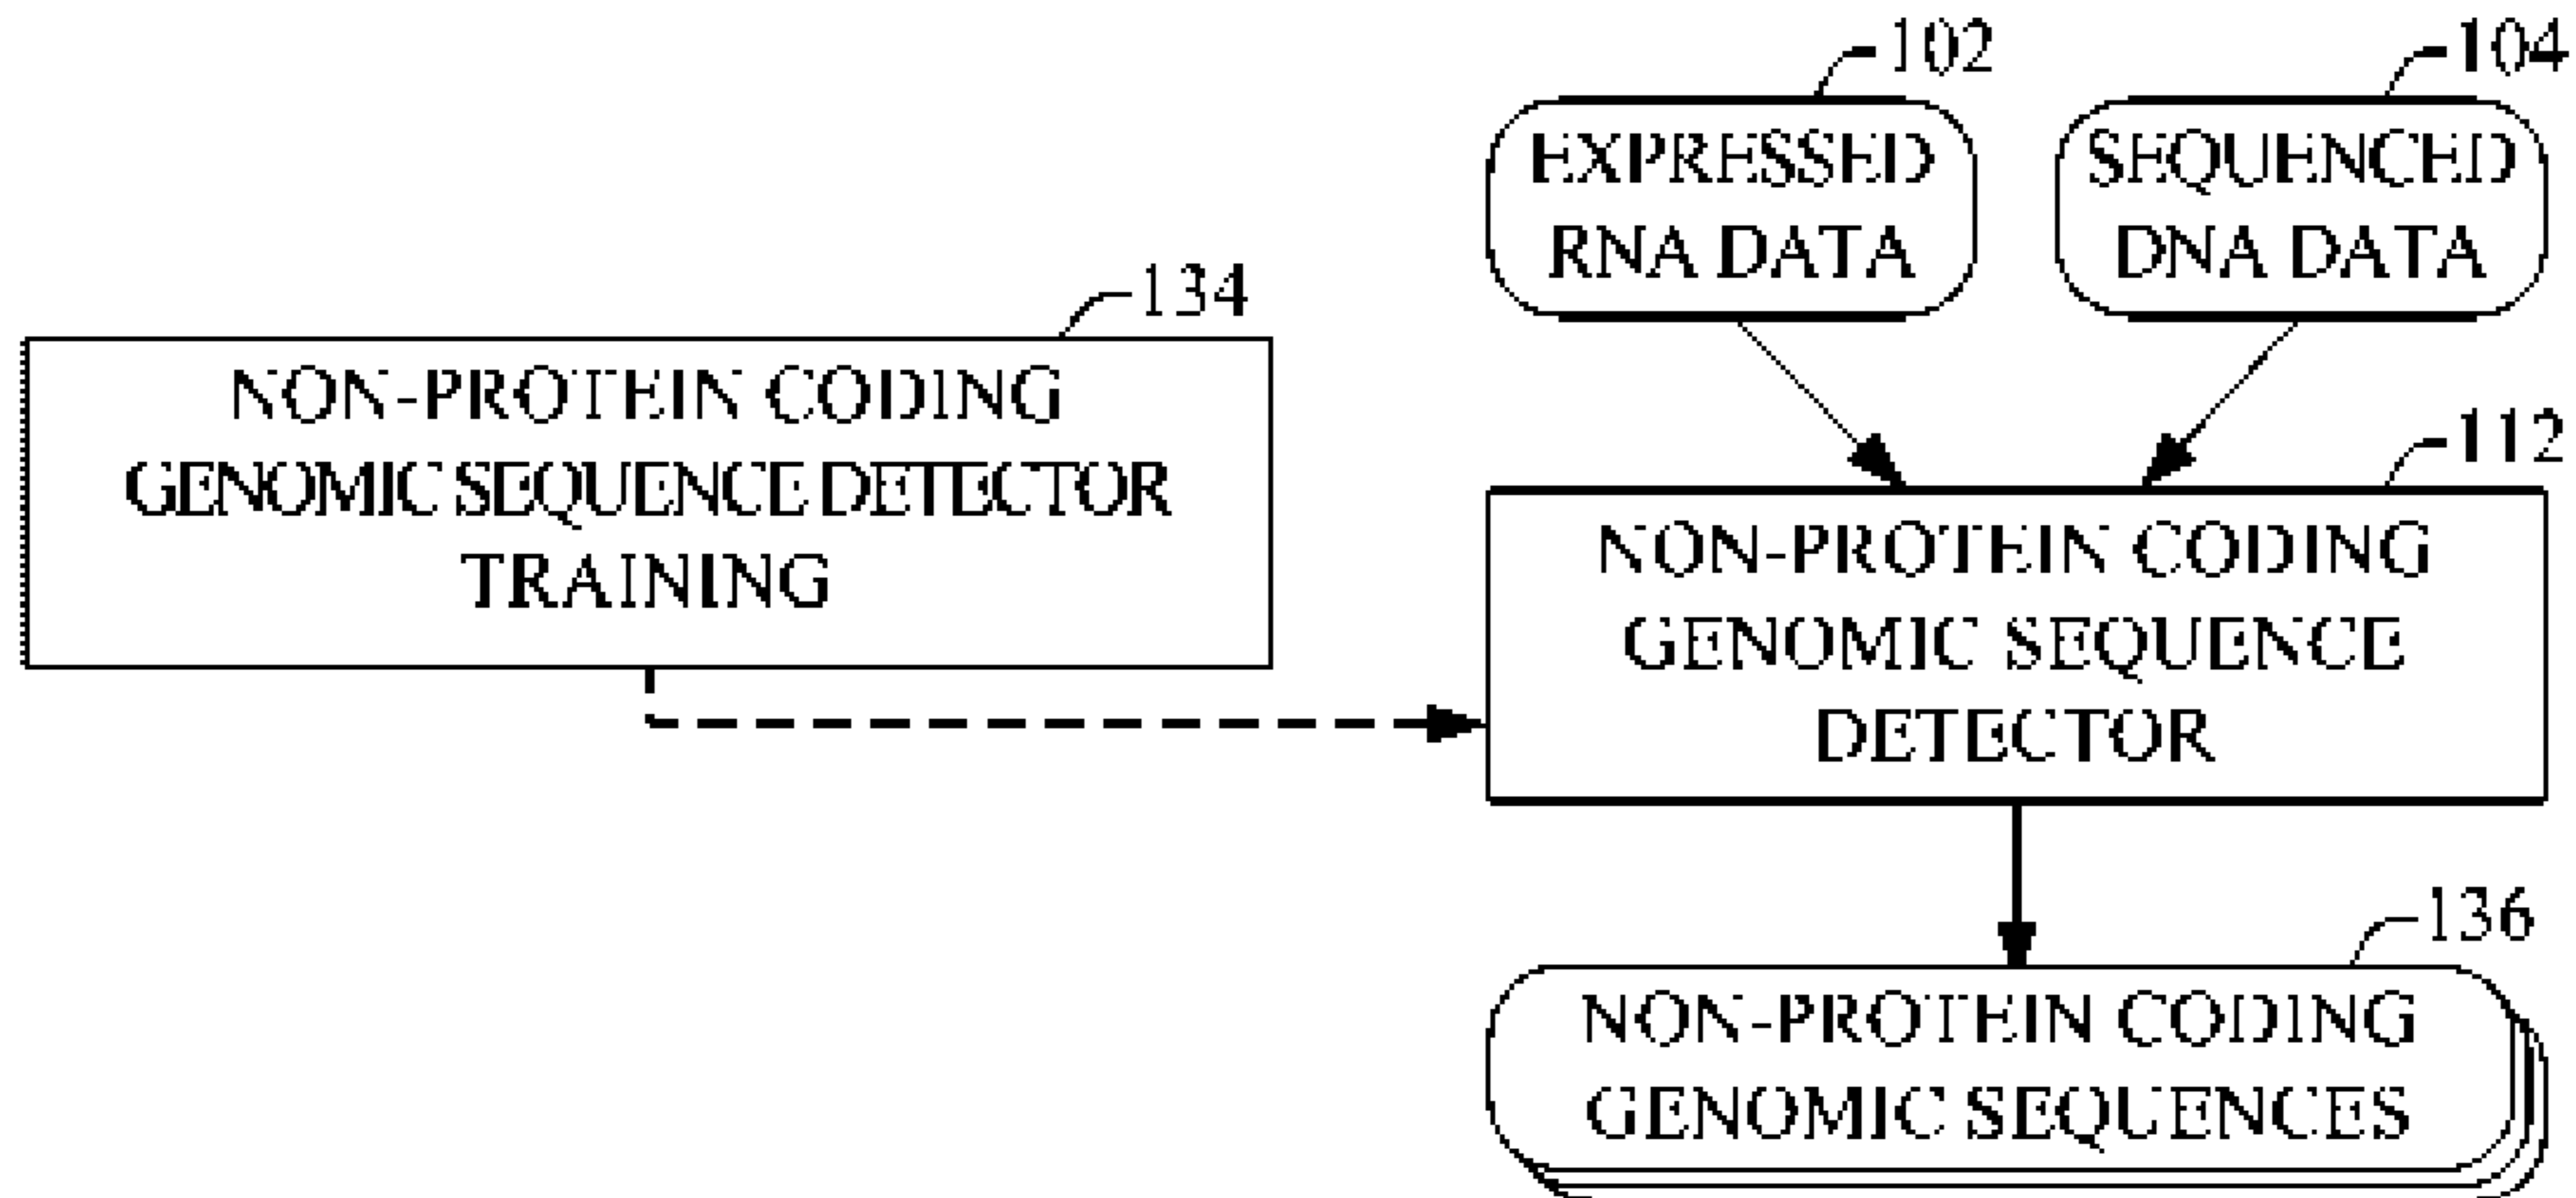 102
104
EXPRESSED
RNA DATA
SEQUENCED
DNA DATA
134
NON-PROTEIN CODING
GENOMIC SEQUENCE DETECTOR
TRAINING
112
NON-PROTEIN CODING
GENOMIC SEQUENCE
DETECTOR
136
NON-PROTEIN CODING
GENOMIC SEQUENCES